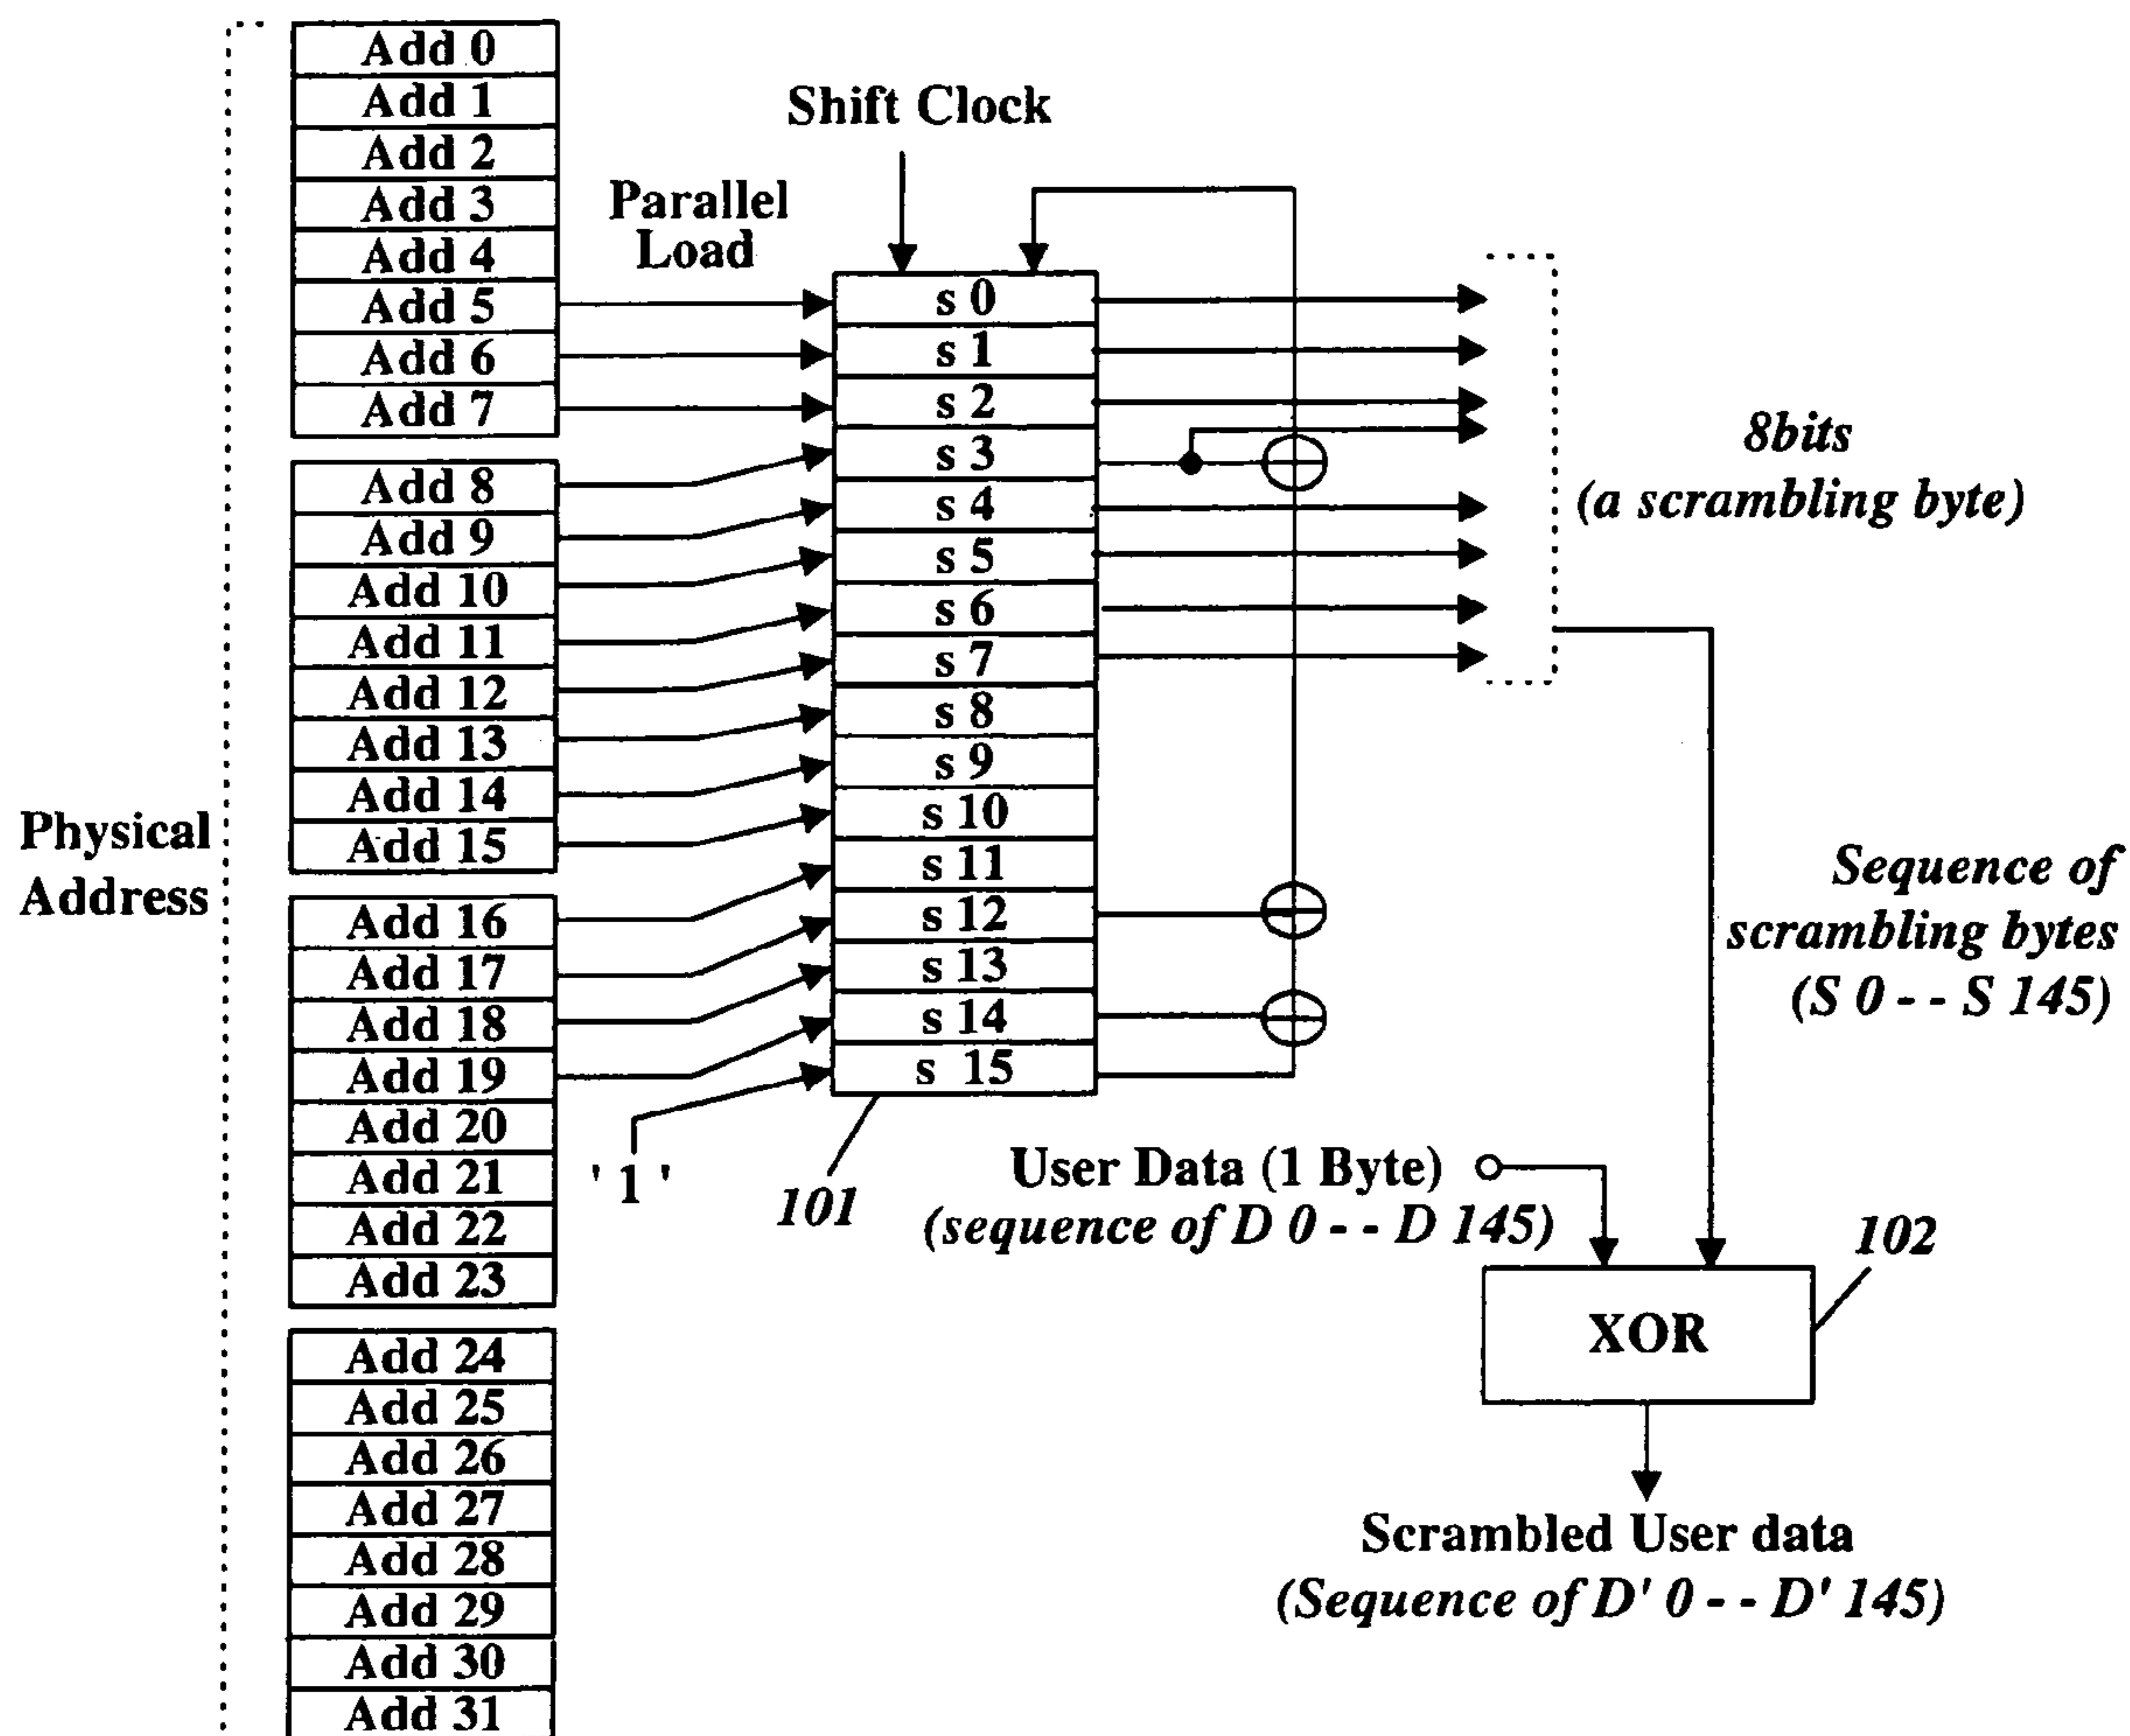 Physical
Address
Add 0
Add 1
Add 2
Add 3
Add 4
Add 5
Add 6
Add 7
Add 8
Add 9
Add 10
Add 11
Add 12
Add 13
Add 14
Add 15
Add 16
Add 17
Add 18
Add 19
Add 20
Add 21
Add 22
Add 23
Add 24
Add 25
Add 26
Add 27
Add 28
Add 29
Add 30
Add 31
Parallel
Load
' 1 '
Shift Clock
s 0
s 1
s 2
s 3
s 4
s 5
s 6
s 7
s 8
s 9
s 10
s 11
s 12
s 13
s 14
s 15
101
8bits
(a scrambling byte)
Sequence of
scrambling bytes
(S 0 - - S 145)
User Data (1 Byte)
(sequence of D 0 - - D 145)
102
XOR
Scrambled User data
(Sequence of D' 0 - - D' 145)